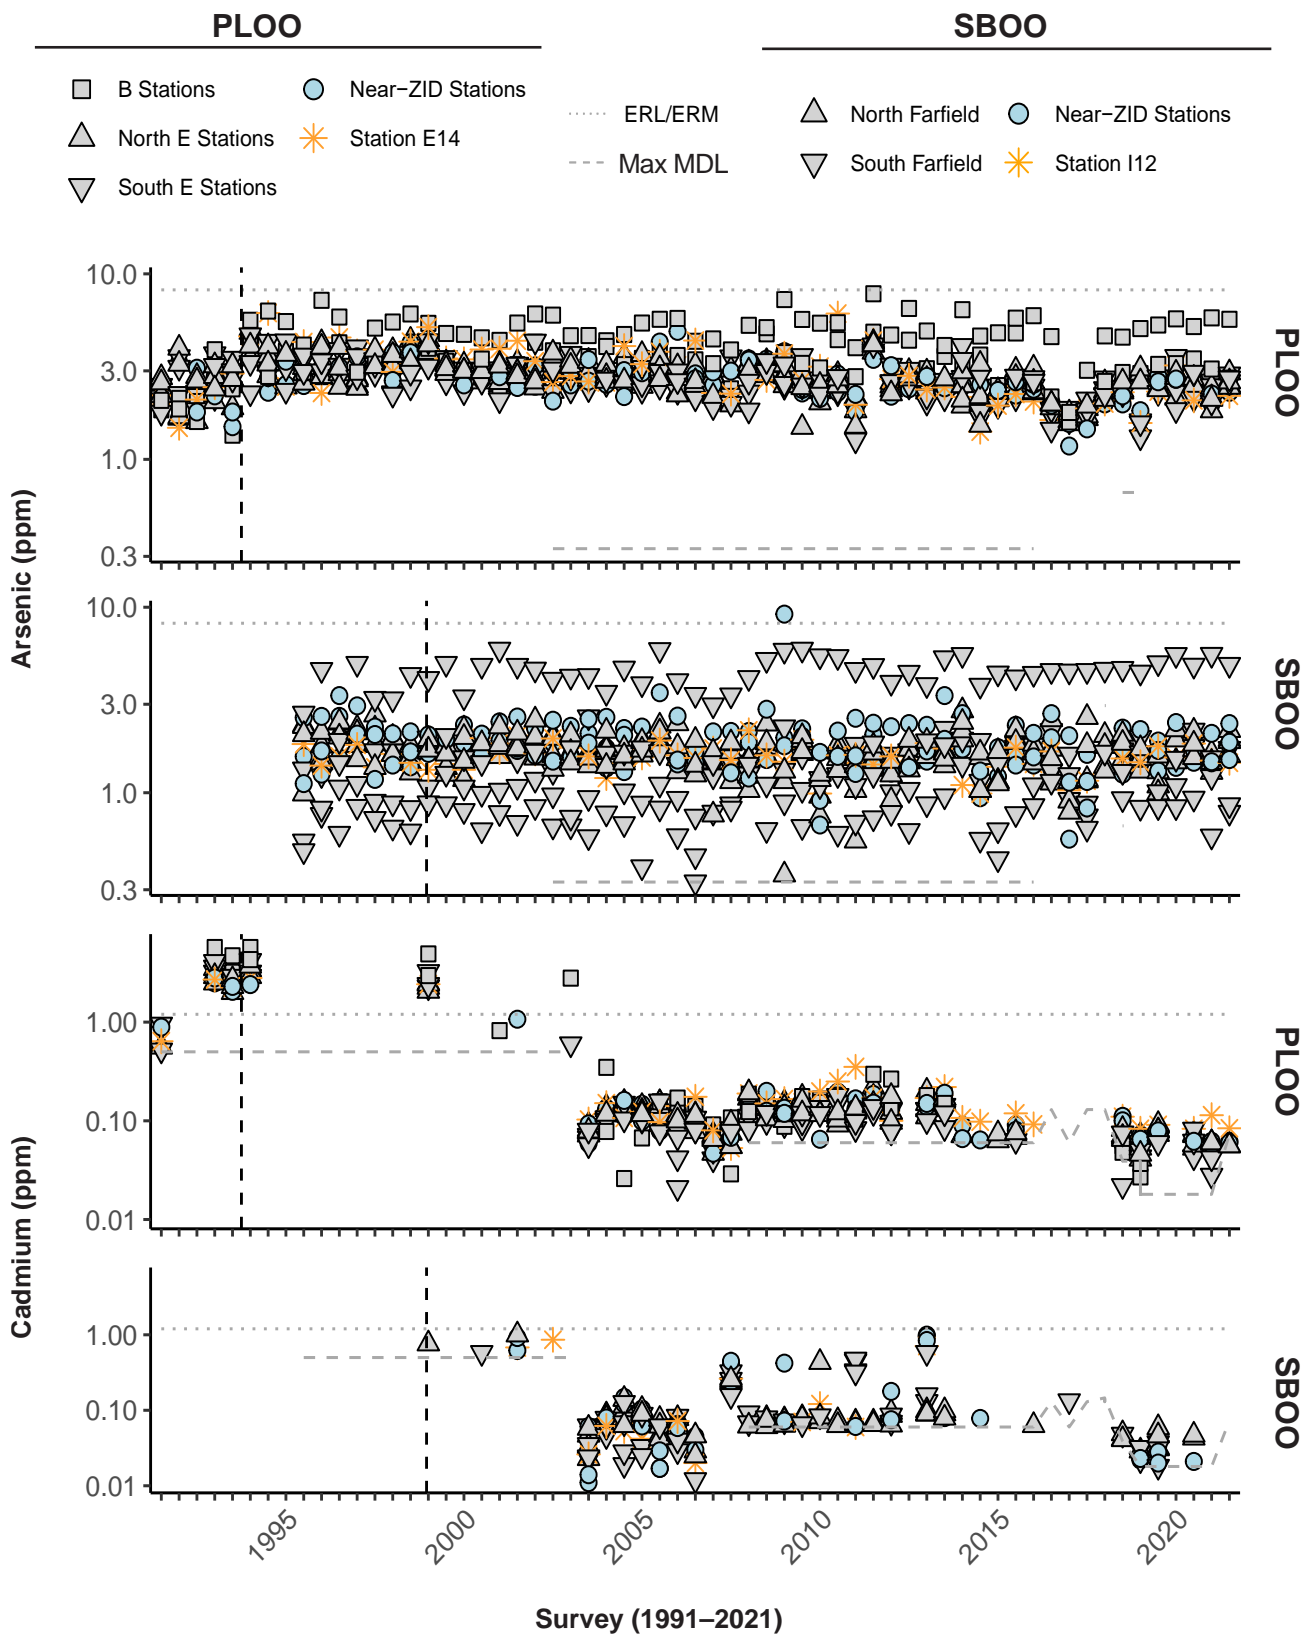 PLOO
SBOO
B Stations
Near−ZID Stations
North E Stations
Station E14
South E Stations
ERL/ERM
Max MDL
North Farfield
Near−ZID Stations
South Farfield
Station I12
Arsenic (ppm)
10.0
3.0
1.0
0.3
PLOO
10.0
3.0
1.0
0.3
SBOO
Cadmium (ppm)
1.00
0.10
0.01
PLOO
1.00
0.10
0.01
SBOO
1995
2000
2005
2010
2015
2020
Survey (1991–2021)